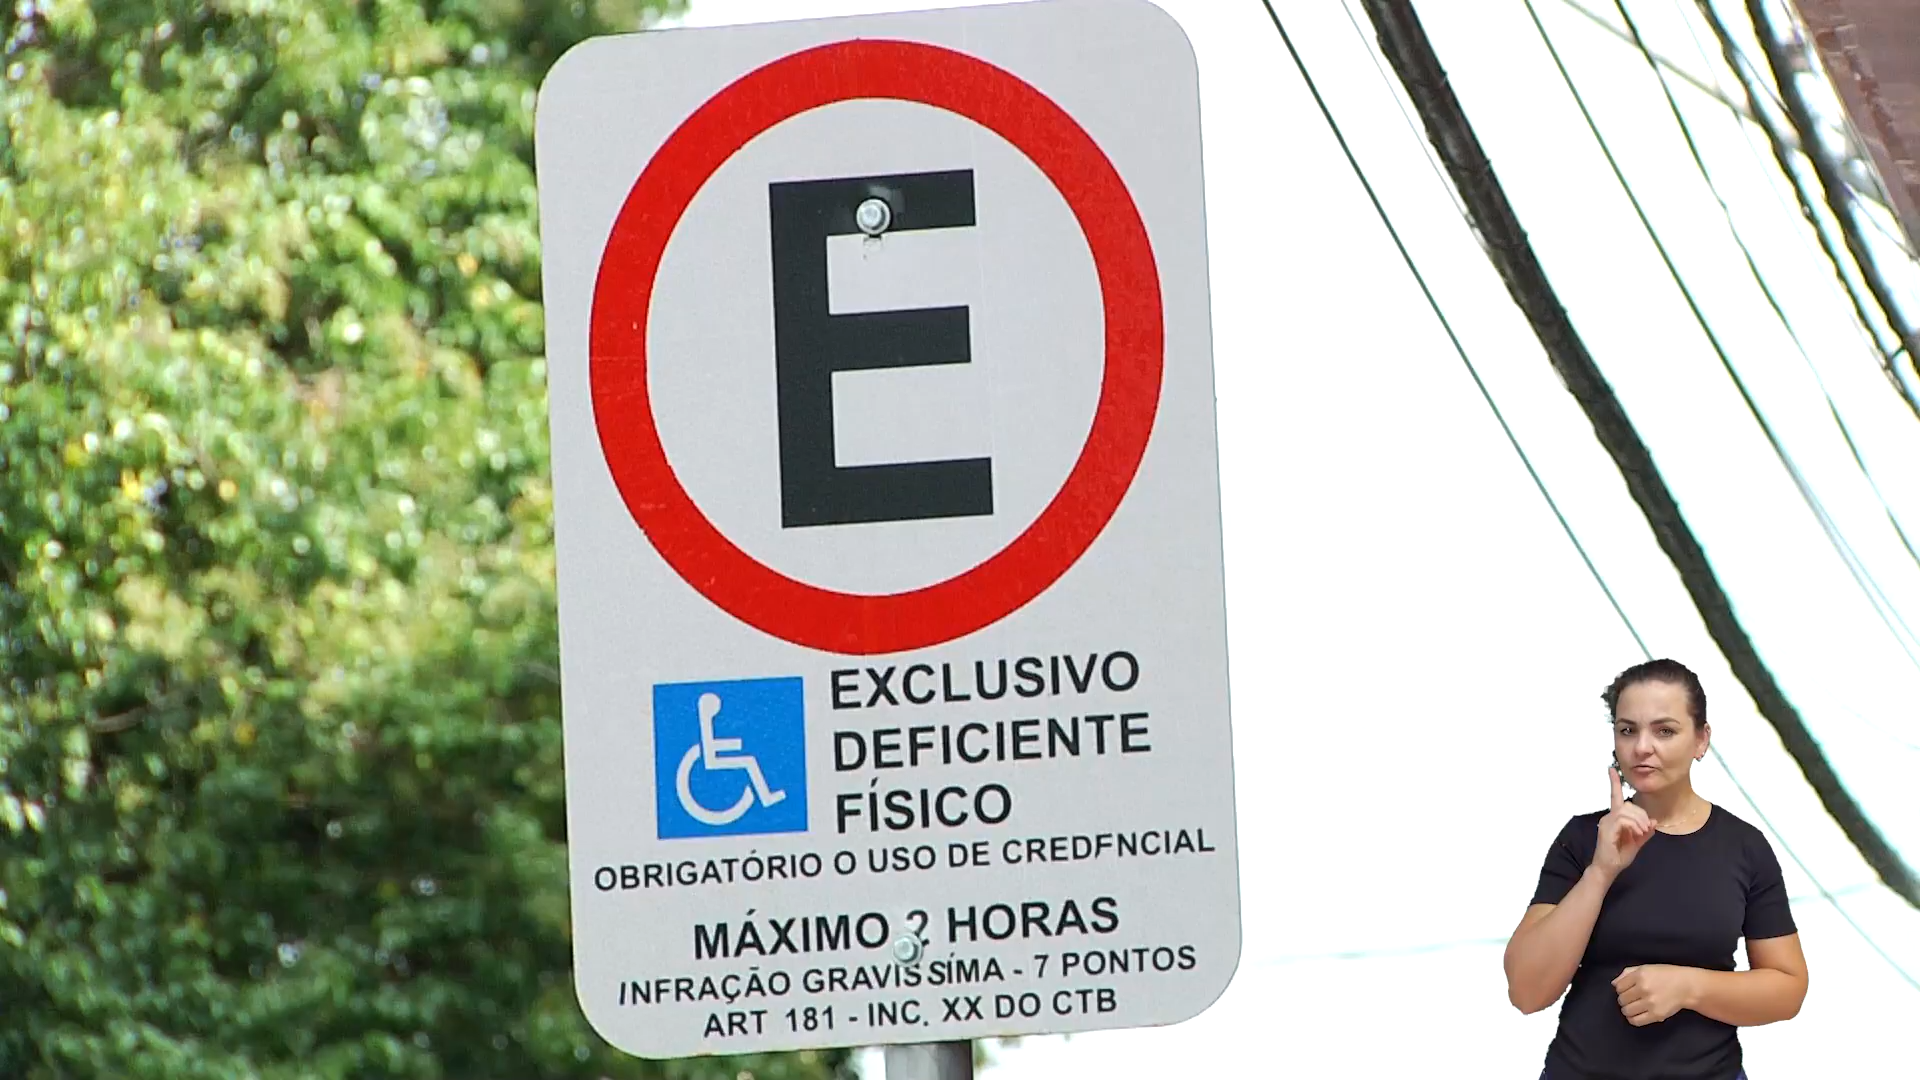 E
EXCLUSIVO
DEFICIENTE
FÍSICO
OBRIGATÓRIO O USO DE CREDENCIAL
MÁXIMO 2 HORAS
INFRAÇÃO GRAVISSÍMA - 7 PONTOS
ART 181 - INC. XX DO CTB